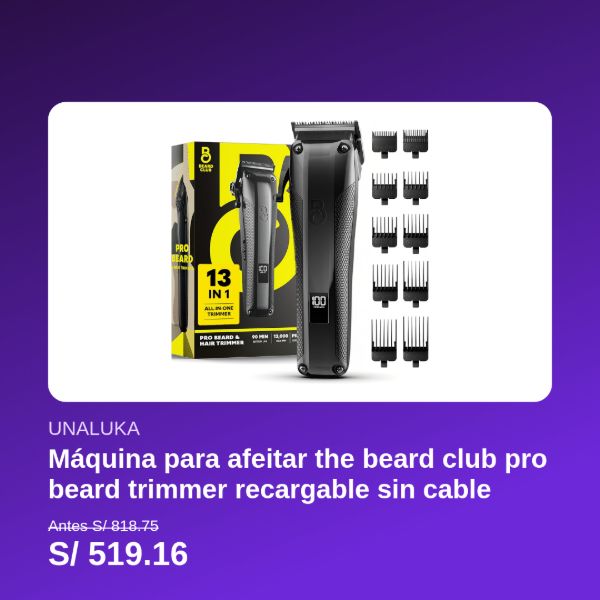 BEARD
CLUB
PRO
BEARD
13
IN 1
ALL-IN-ONE
TRIMMER
PRO BEARD &
HAIR TRIMMER
90 MIN
100
100
UNALUKA
Máquina para afeitar the beard club pro
beard trimmer recargable sin cable
Antes S/ 818.75
S/ 519.16